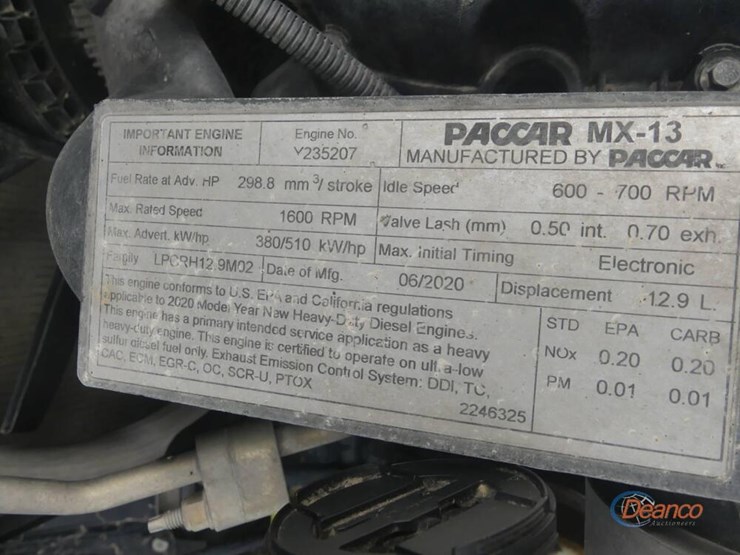 IMPORTANT ENGINE INFORMATION
Engine No. Y235207
PACCAR MX-13
MANUFACTURED BY PACCAR
Fuel Rate at Adv. HP 298.8 mm³/ stroke
Idle Speed 600 - 700 RPM
Max. Rated Speed 1600 RPM
Valve Lash (mm) 0.50 int. 0.70 exh.
Max. Advert. kW/hp 380/510 kW/hp
Max. Initial Timing Electronic
Family LPCRH12.9M02
Date of Mfg. 06/2020
Displacement 12.9 L.
This engine conforms to U.S. EPA and California regulations
applicable to 2020 Model Year New Heavy-Duty Diesel Engines.
This engine has a primary intended service application as a heavy
heavy-duty engine. This engine is certified to operate on ultra-low
sulfur diesel fuel only. Exhaust Emission Control System: DDI, TC,
CAC, ECM, EGR-C, OC, SCR-U, PTOX
2246325
STD EPA CARB
NOx 0.20 0.20
PM 0.01 0.01
Deanco
Auctioneers